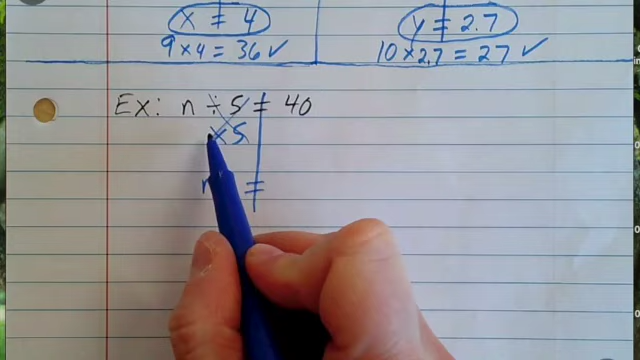 x = 4
y = 2.7
9 x 4 = 36 ✓
10 x 2.7 = 27 ✓
Ex: n ÷ 5 = 40
x 5
n =